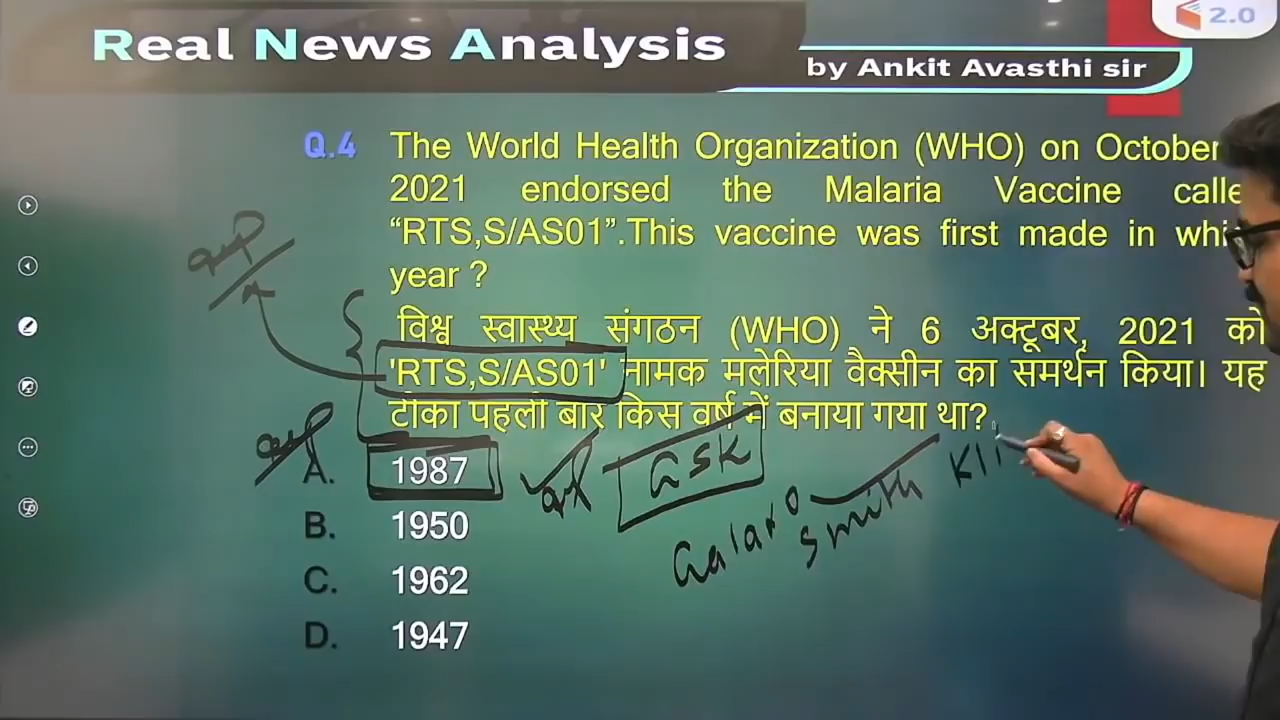 2.0
Real News Analysis
by Ankit Avasthi sir
Q.4 The World Health Organization (WHO) on October
2021 endorsed the Malaria Vaccine calle
“RTS,S/AS01”.This vaccine was first made in whi
year ?
विश्व स्वास्थ्य संगठन (WHO) ने 6 अक्टूबर, 2021 को
'RTS,S/AS01' नामक मलेरिया वैक्सीन का समर्थन किया। यह
टीका पहली बार किस वर्ष में बनाया गया था?
A. 1987
GSK
Smith Kli
B. 1950
C. 1962
D. 1947